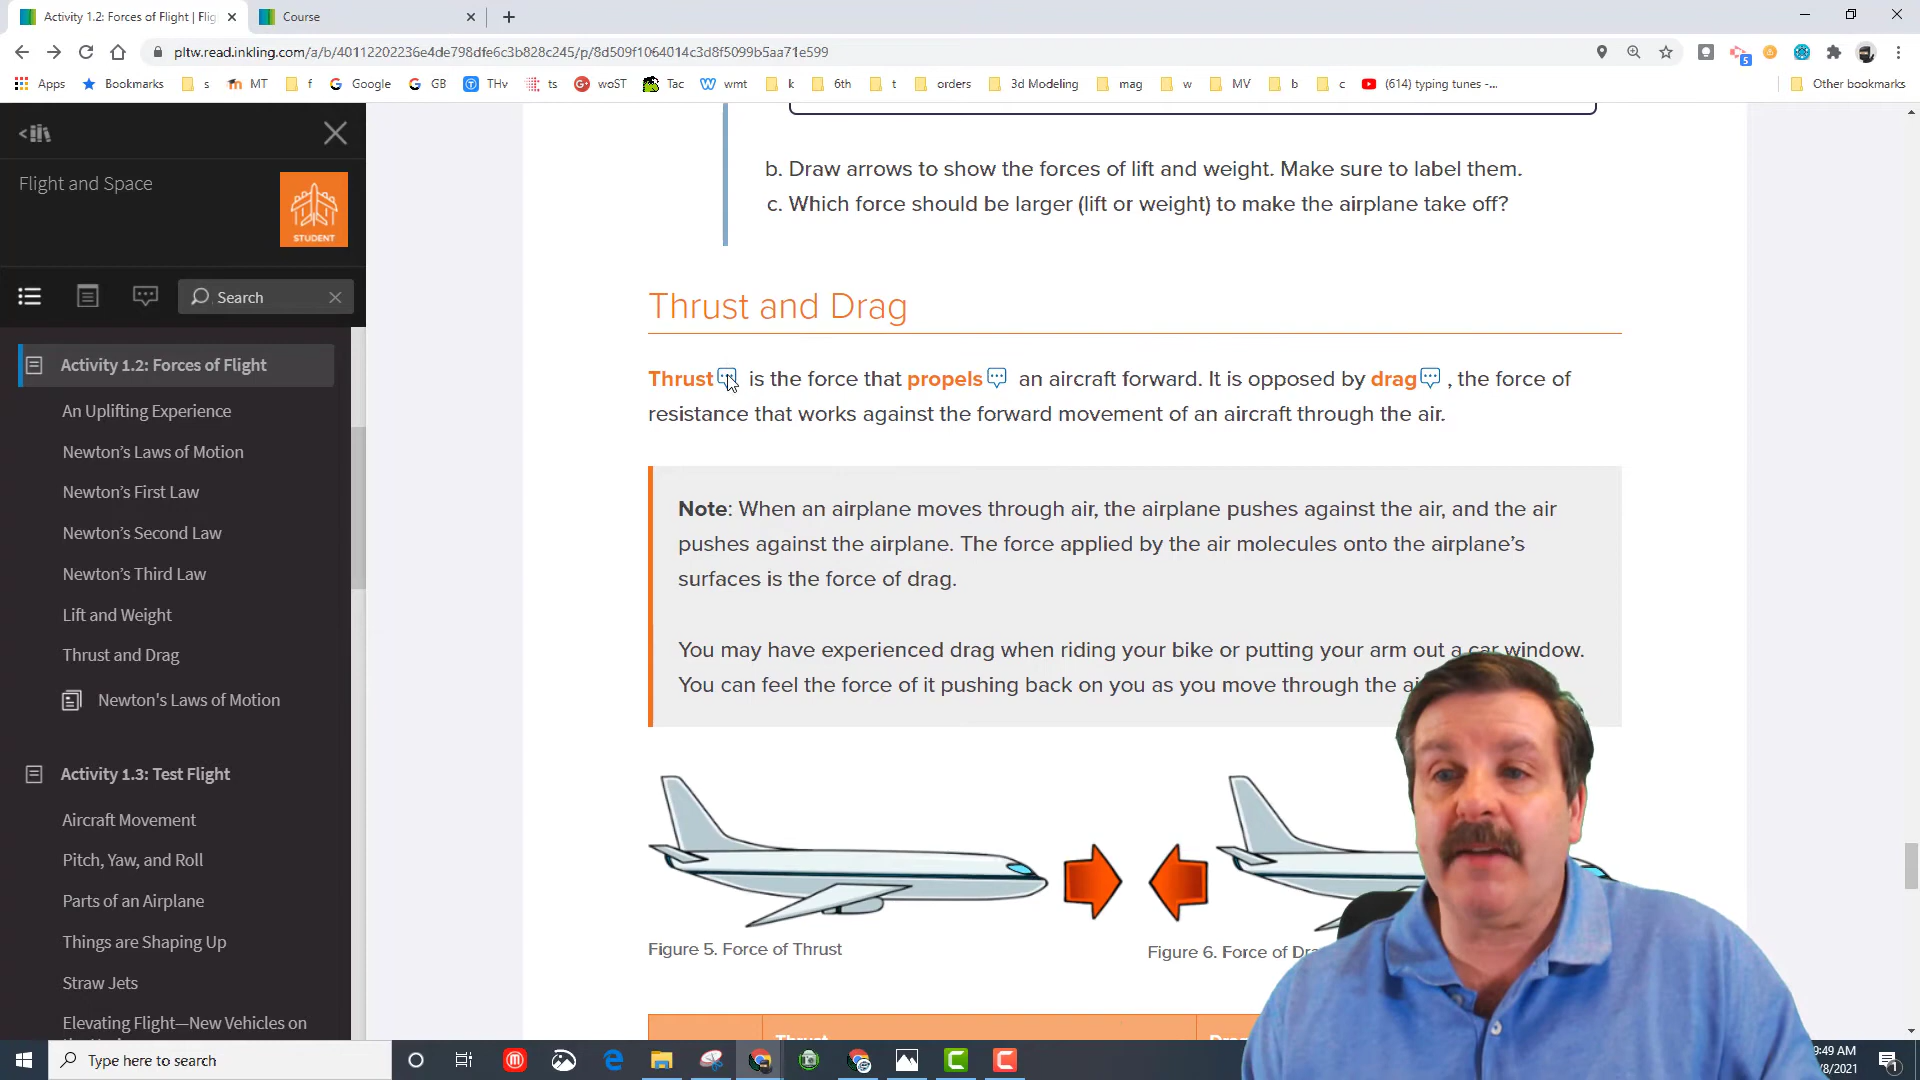 Activity 1.2: Forces of Flight | Flig
Course
pltw.read.inkling.com/a/b/40112202236e4de798dfe6c3b828c245/p/8d509f1064014c3d8f5099b5aa71e599
5
Apps
Bookmarks
s
MT
f
Google
GB
THv
ts
woST
Tac
wmt
k
6th
t
orders
3d Modeling
mag
w
MV
b
c
(614) typing tunes -...
Other bookmarks
Flight and Space
STUDENT
Search
Activity 1.2: Forces of Flight
An Uplifting Experience
Newton's Laws of Motion
Newton's First Law
Newton's Second Law
Newton's Third Law
Lift and Weight
Thrust and Drag
Newton's Laws of Motion
Activity 1.3: Test Flight
Aircraft Movement
Pitch, Yaw, and Roll
Parts of an Airplane
Things are Shaping Up
Straw Jets
Elevating Flight—New Vehicles on
b. Draw arrows to show the forces of lift and weight. Make sure to label them.
c. Which force should be larger (lift or weight) to make the airplane take off?
Thrust and Drag
Thrust is the force that propels an aircraft forward. It is opposed by drag , the force of
resistance that works against the forward movement of an aircraft through the air.
Note: When an airplane moves through air, the airplane pushes against the air, and the air
pushes against the airplane. The force applied by the air molecules onto the airplane's
surfaces is the force of drag.
You may have experienced drag when riding your bike or putting your arm out a car window.
You can feel the force of it pushing back on you as you move through the
Figure 5. Force of Thrust
Figure 6. Force of
Thrust
Type here to search
9:49 AM
/8/2021
1